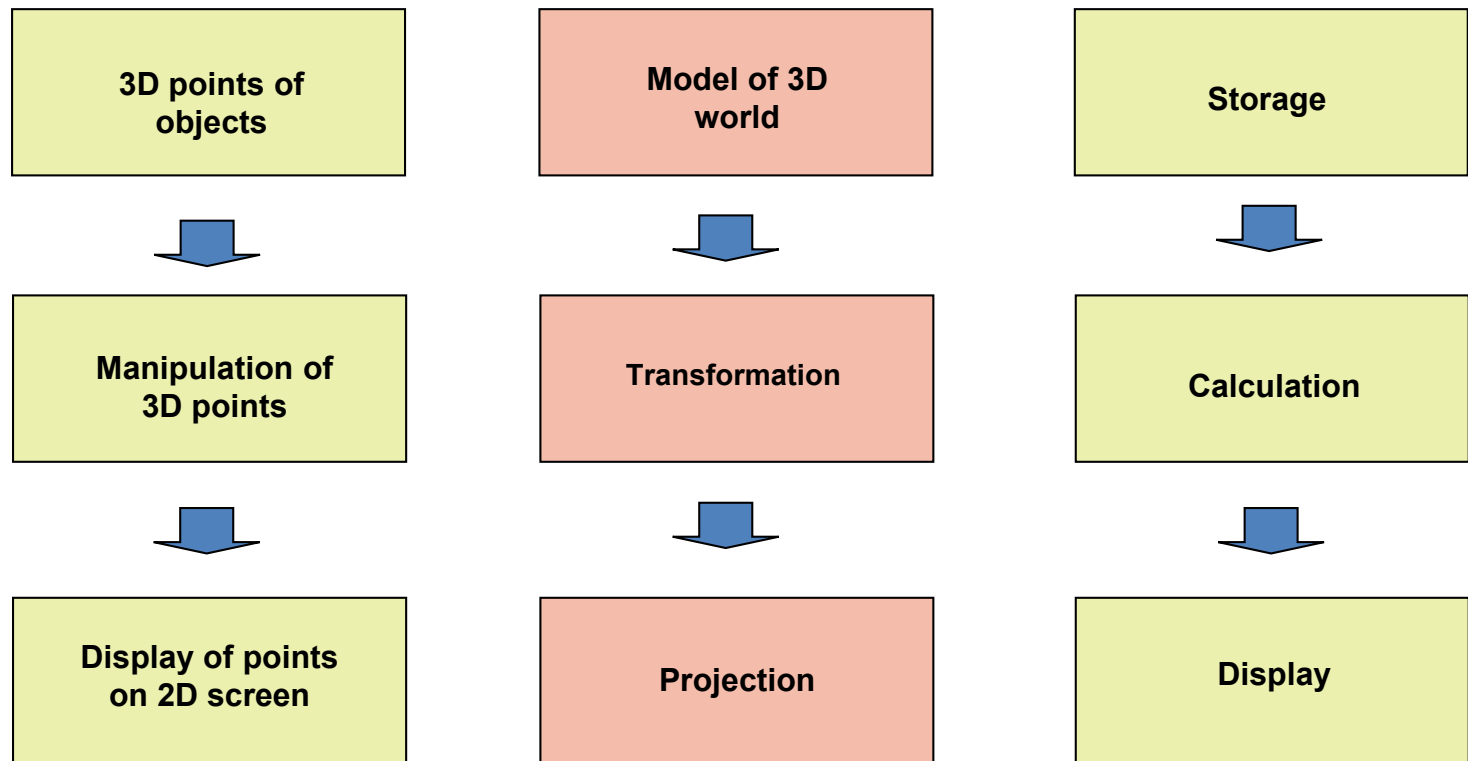 3D points of
objects
Model of 3D
world
Storage
Manipulation of
3D points
Transformation
Calculation
Display of points
on 2D screen
Projection
Display